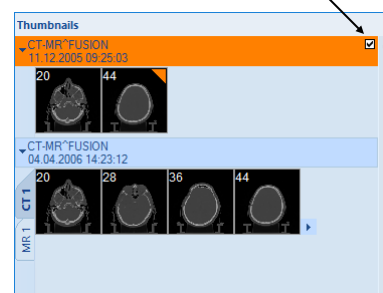 Thumbnails
CT-MR^FUSION
11.12.2005 09:25:03
20 44
CT-MR^FUSION
04.04.2006 14:23:12
CT 1
MR 1
20 28 36 44